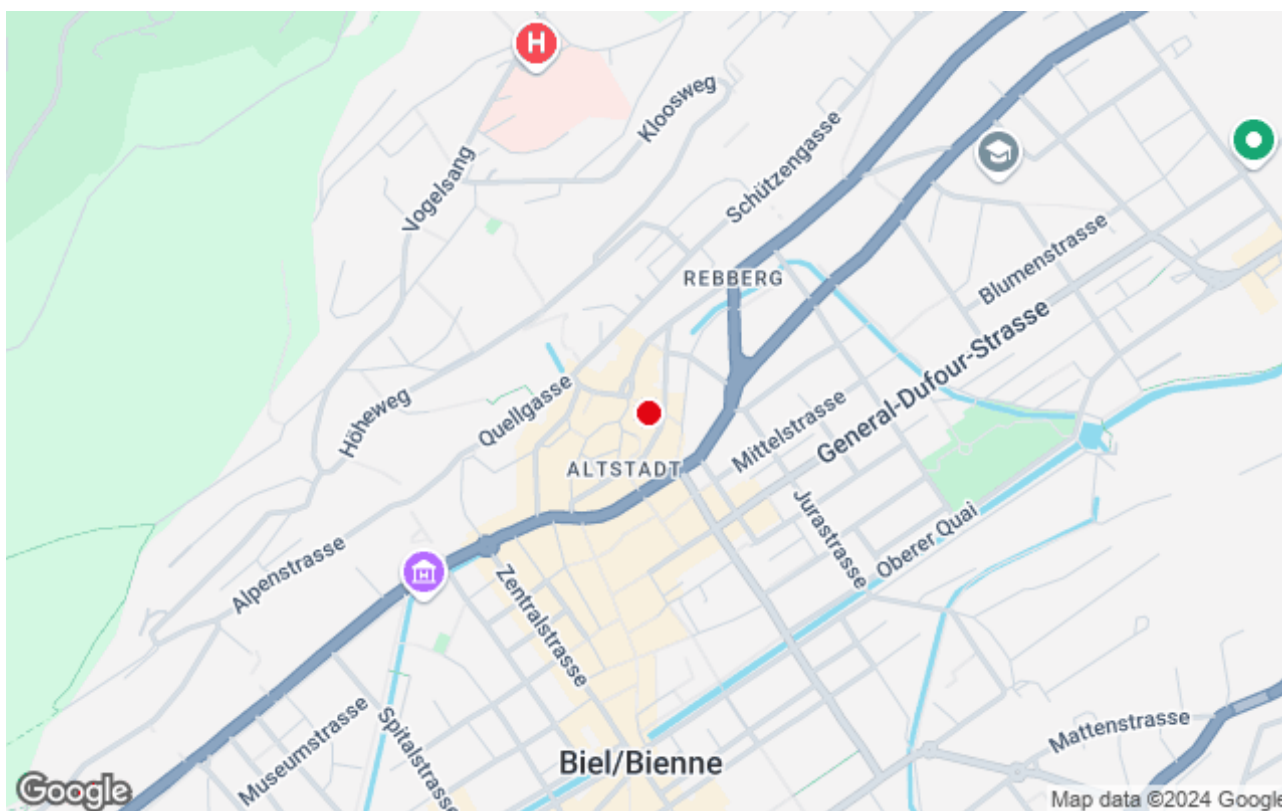 H
Kloosweg
Schützengasse
Vogelsang
REBBERG
Blumenstrasse
General-Dufour-Strasse
Höheweg
Quellgasse
Mittelstrasse
ALTSTADT
Jurastrasse
Oberer Quai
Alpenstrasse
H
Zentralstrasse
Museumstrasse
Spitalstrasse
Mattenstrasse
Biel/Bienne
Google
Map data ©2024 Google